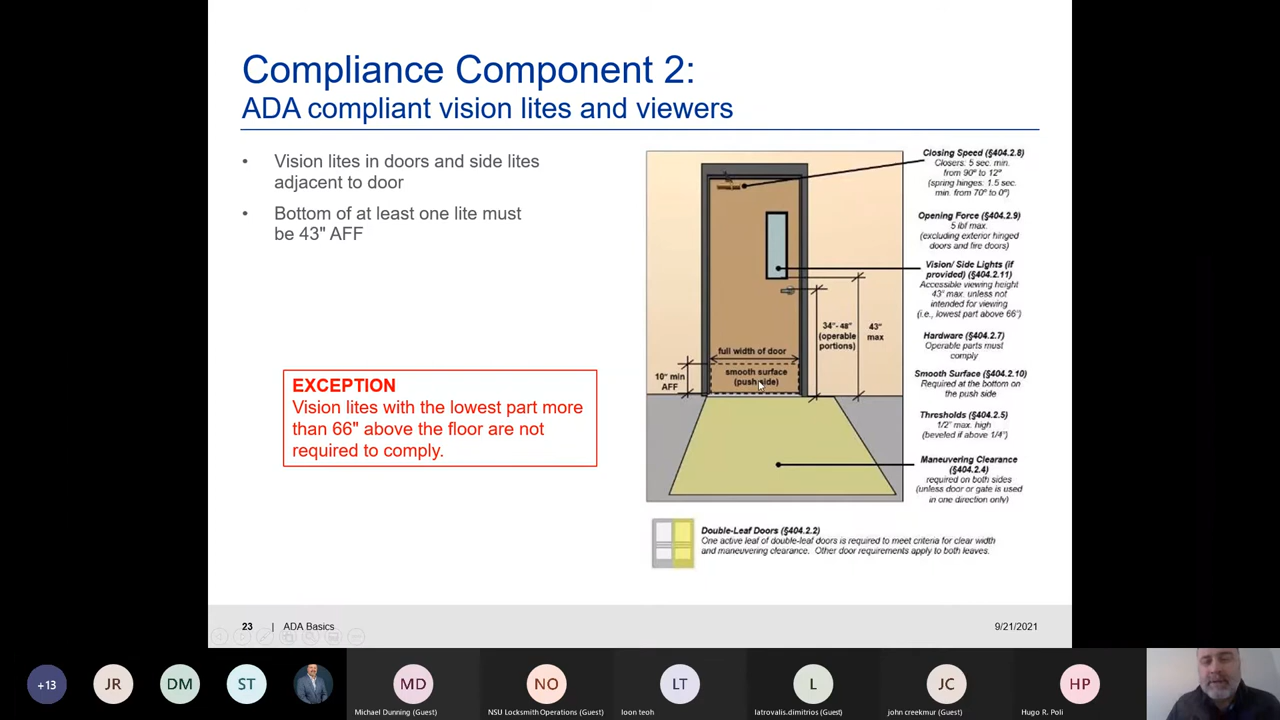 Compliance Component 2:
ADA compliant vision lites and viewers
• Vision lites in doors and side lites
adjacent to door
• Bottom of at least one lite must
be 43" AFF
EXCEPTION
Vision lites with the lowest part more
than 66" above the floor are not
required to comply.
full width of door
smooth surface
(push side)
10" min
AFF
34"- 48"
(operable
portions)
43"
max
Closing Speed (§404.2.8)
Closers: 5 sec. min.
from 90° to 12°
(spring hinges: 1.5 sec.
min. from 70° to 0°)
Opening Force (§404.2.9)
5 lbf max.
(excluding exterior hinged
doors and fire doors)
Vision/ Side Lights (if
provided) (§404.2.11)
Accessible viewing height
43" max. unless not
intended for viewing
(i.e., lowest part above 66")
Hardware (§404.2.7)
Operable parts must
comply
Smooth Surface (§404.2.10)
Required at the bottom on
the push side
Thresholds (§404.2.5)
1/2" max. high
(beveled if above 1/4")
Maneuvering Clearance
(§404.2.4)
required on both sides
(unless door or gate is used
in one direction only)
Double-Leaf Doors (§404.2.2)
One active leaf of double-leaf doors is required to meet criteria for clear width
and maneuvering clearance. Other door requirements apply to both leaves.
23 | ADA Basics 9/21/2021
+13 JR DM ST MD NO LT L JC HP
Michael Dunning (Guest) NSU Locksmith Operations (Guest) loon teoh Iatrovalis.dimitrios (Guest) john creekmur (Guest) Hugo R. Poli